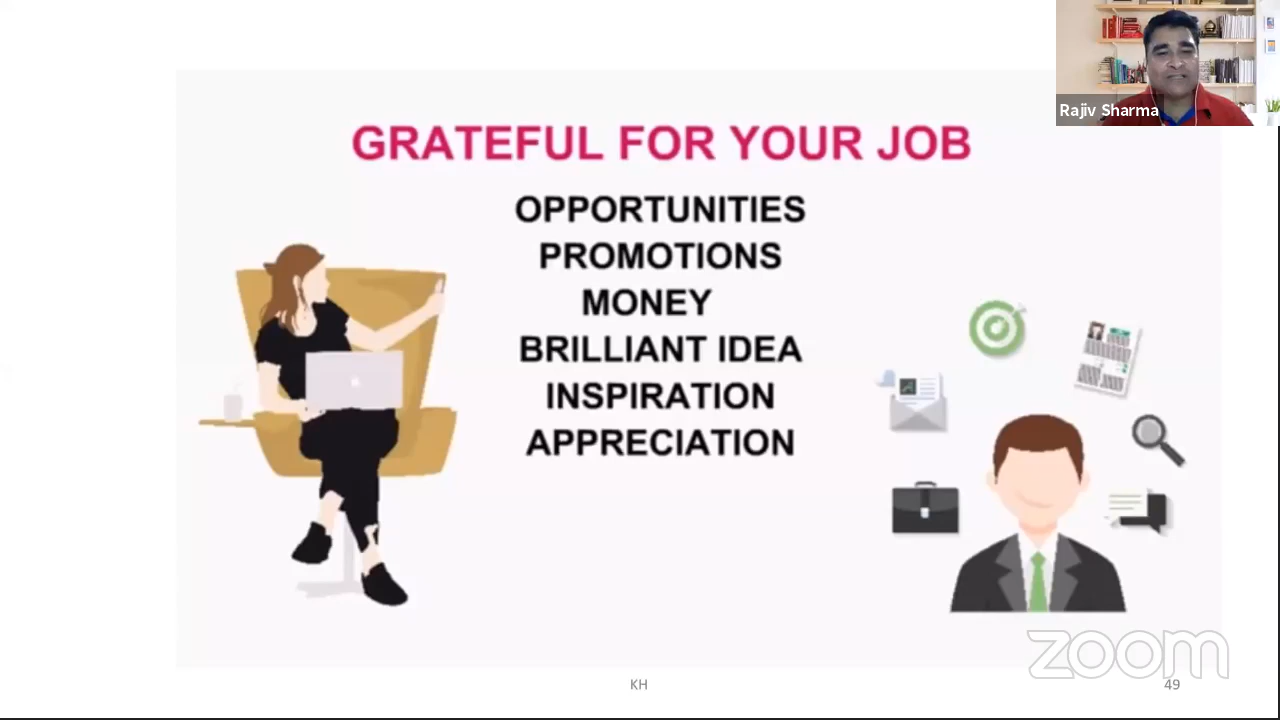 Rajiv Sharma
GRATEFUL FOR YOUR JOB
OPPORTUNITIES
PROMOTIONS
MONEY
BRILLIANT IDEA
INSPIRATION
APPRECIATION
zoom
KH
49